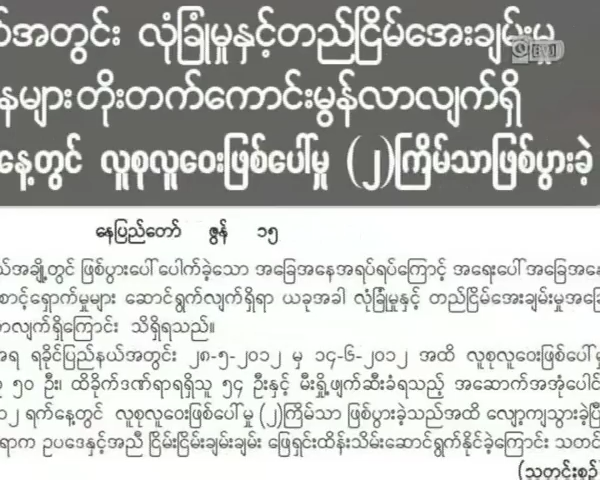 ယ်အတွင်း လုံခြုံမှုနှင့်တည်ငြိမ်အေးချမ်းမှု
နေများတိုးတက်ကောင်းမွန်လာလျက်ရှိ
နေ့တွင် လူစုလူဝေးဖြစ်ပေါ်မှု (၂)ကြိမ်သာဖြစ်ပွားခဲ့
နေပြည်တော် ဇွန် ၁၅
ယ်အချို့တွင် ဖြစ်ပွားပေါ်ပေါက်ခဲ့သော အခြေအနေအရပ်ရပ်ကြောင့် အရေးပေါ်အခြေအနေ
စောင့်ရှောက်မှုများ ဆောင်ရွက်လျက်ရှိရာ ယခုအခါ လုံခြုံမှုနှင့် တည်ငြိမ်အေးချမ်းမှုအခြေ
လာလျက်ရှိကြောင်း သိရှိရသည်။
အရ ရခိုင်ပြည်နယ်အတွင်း ၂၈-၅-၂၀၁၂ မှ ၁၄-၆-၂၀၁၂ အထိ လူစုလူဝေးဖြစ်ပေါ်မှု
၅၀ ဦး၊ ထိခိုက်ဒဏ်ရာရရှိသူ ၅၄ ဦးနှင့် မီးရှို့ဖျက်ဆီးခံရသည့် အဆောက်အအုံပေါင်း
၀၂ ရက်နေ့တွင် လူစုလူဝေးဖြစ်ပေါ်မှု (၂)ကြိမ်သာ ဖြစ်ပွားခဲ့သည်အထိ လျော့ကျသွားခဲ့ပြီ
ရာက ဥပဒေနှင့်အညီ ငြိမ်းငြိမ်းချမ်းချမ်း ဖြေရှင်းထိန်းသိမ်းဆောင်ရွက်နိုင်ခဲ့ကြောင်း သတင်
(သတင်းစဉ်)